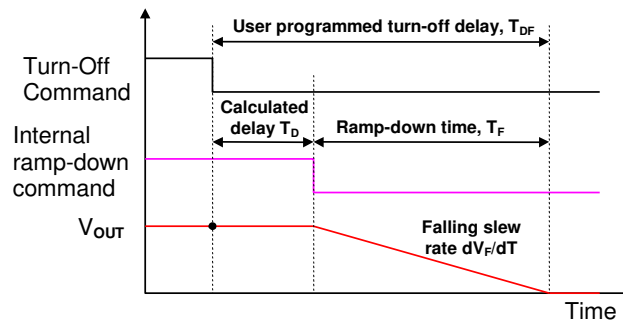 User programmed turn-off delay, TDF
Turn-Off
Command
Calculated
delay TD
Ramp-down time, TF
Internal
ramp-down
command
VOUT
Falling slew
rate dVF/dT
Time